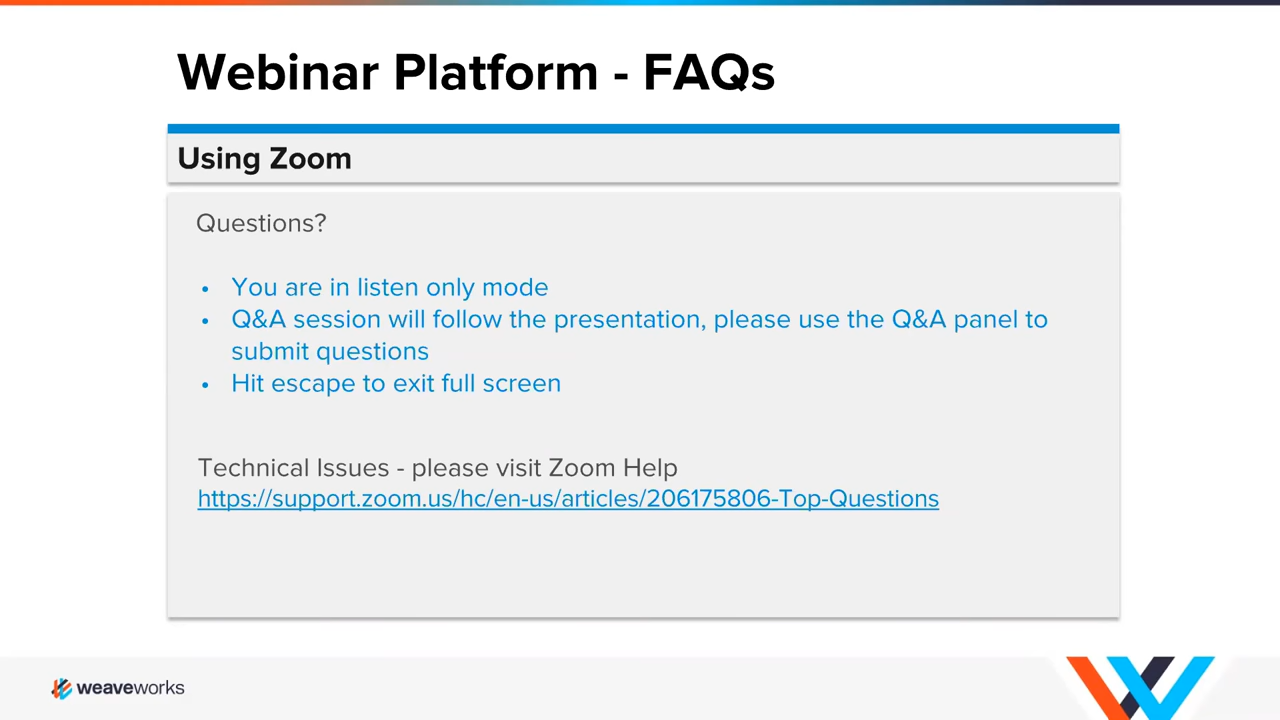 Webinar Platform - FAQs
Using Zoom
Questions?
• You are in listen only mode
• Q&A session will follow the presentation, please use the Q&A panel to
submit questions
• Hit escape to exit full screen
Technical Issues - please visit Zoom Help
https://support.zoom.us/hc/en-us/articles/206175806-Top-Questions
weaveworks